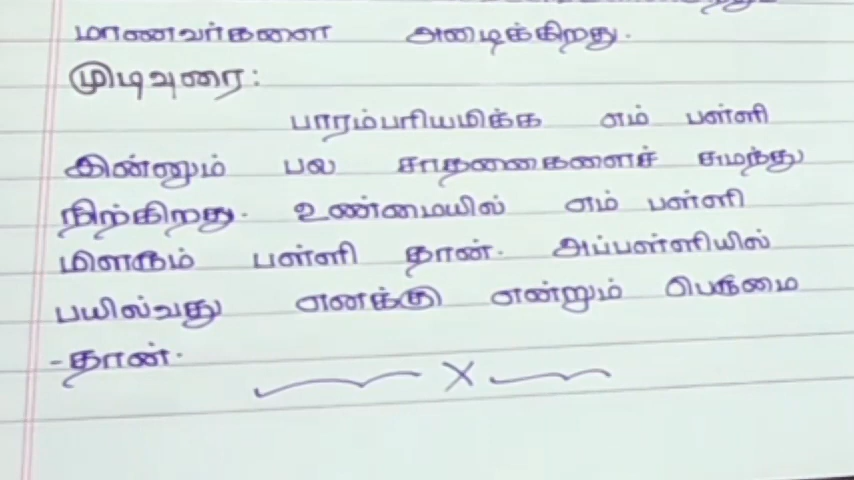 மாணவர்களை அடைக்கிறது.
முடிவுரை:
பாரம்பரியமிக்க எம் பள்ளி
இன்னும் பல சாதனைகளைச் சுமந்து
நிற்கிறது. உண்மையில் எம் பள்ளி
மிளரும் பள்ளி தான். அப்பள்ளியில்
பயில்வது எனக்கு என்றும் பெருமை
-தான்.